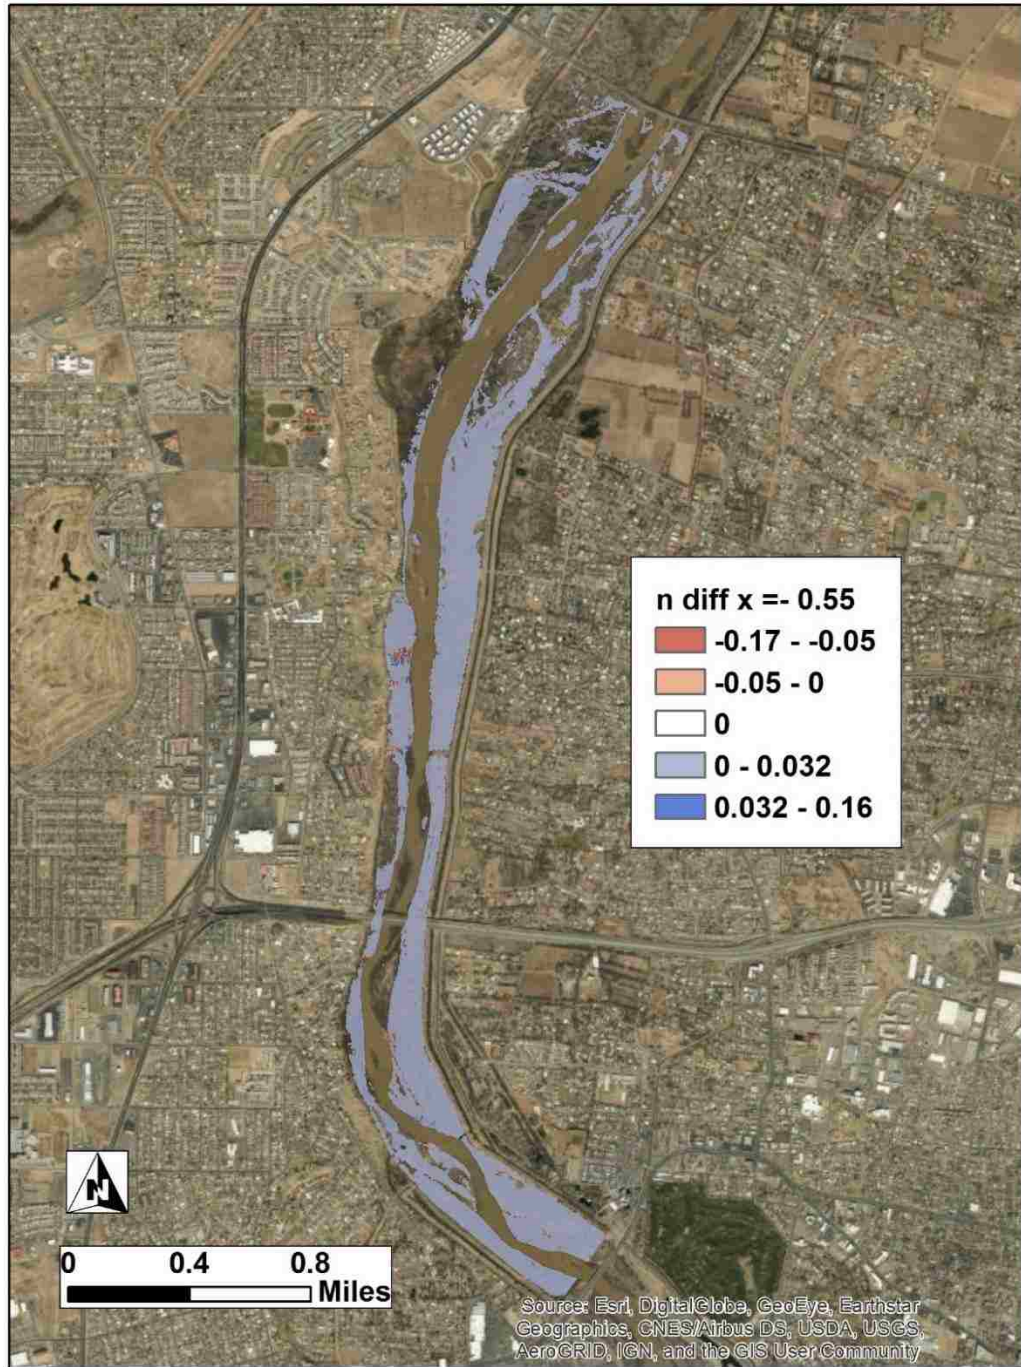 n diff x =- 0.55
-0.17 - -0.05
-0.05 - 0
0
0 - 0.032
0.032 - 0.16
N
0 0.4 0.8
Miles
Source: Esri, DigitalGlobe, GeoEye, Earthstar
Geographics, CNES/Airbus DS, USDA, USGS,
AeroGRID, IGN, and the GIS User Community